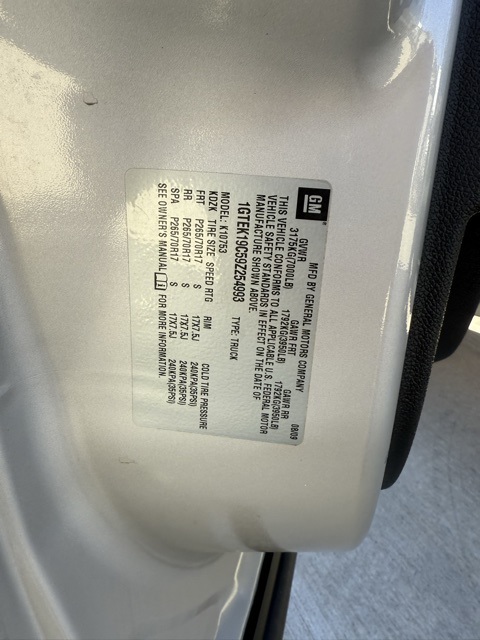 GM
MFD BY GENERAL MOTORS COMPANY
08/09
GVWR GAWR FRT GAWR RR
3175KG(7000LB) 1792KG(3950LB) 1792KG(3950LB)
THIS VEHICLE CONFORMS TO ALL APPLICABLE U.S. FEDERAL MOTOR
VEHICLE SAFETY STANDARDS IN EFFECT ON THE DATE OF
MANUFACTURE SHOWN ABOVE.
1GTEK19C59Z254993 TYPE: TRUCK
MODEL: K10753
KDZK TIRE SIZE SPEED RTG RIM COLD TIRE PRESSURE
FRT P265/70R17 S 17X7.5J 240KPA(35PSI)
RR P265/70R17 S 17X7.5J 240KPA(35PSI)
SPA P265/70R17 S 17X7.5J 240KPA(35PSI)
SEE OWNER'S MANUAL FOR MORE INFORMATION.